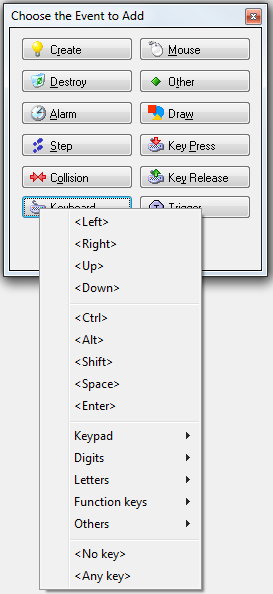 Choose the Event to Add
Create
Mouse
Destroy
Other
Alarm
Draw
Step
Key Press
Collision
Key Release
Keyboard
Trigger
<Left>
<Right>
<Up>
<Down>
<Ctrl>
<Alt>
<Shift>
<Space>
<Enter>
Keypad
Digits
Letters
Function keys
Others
<No key>
<Any key>